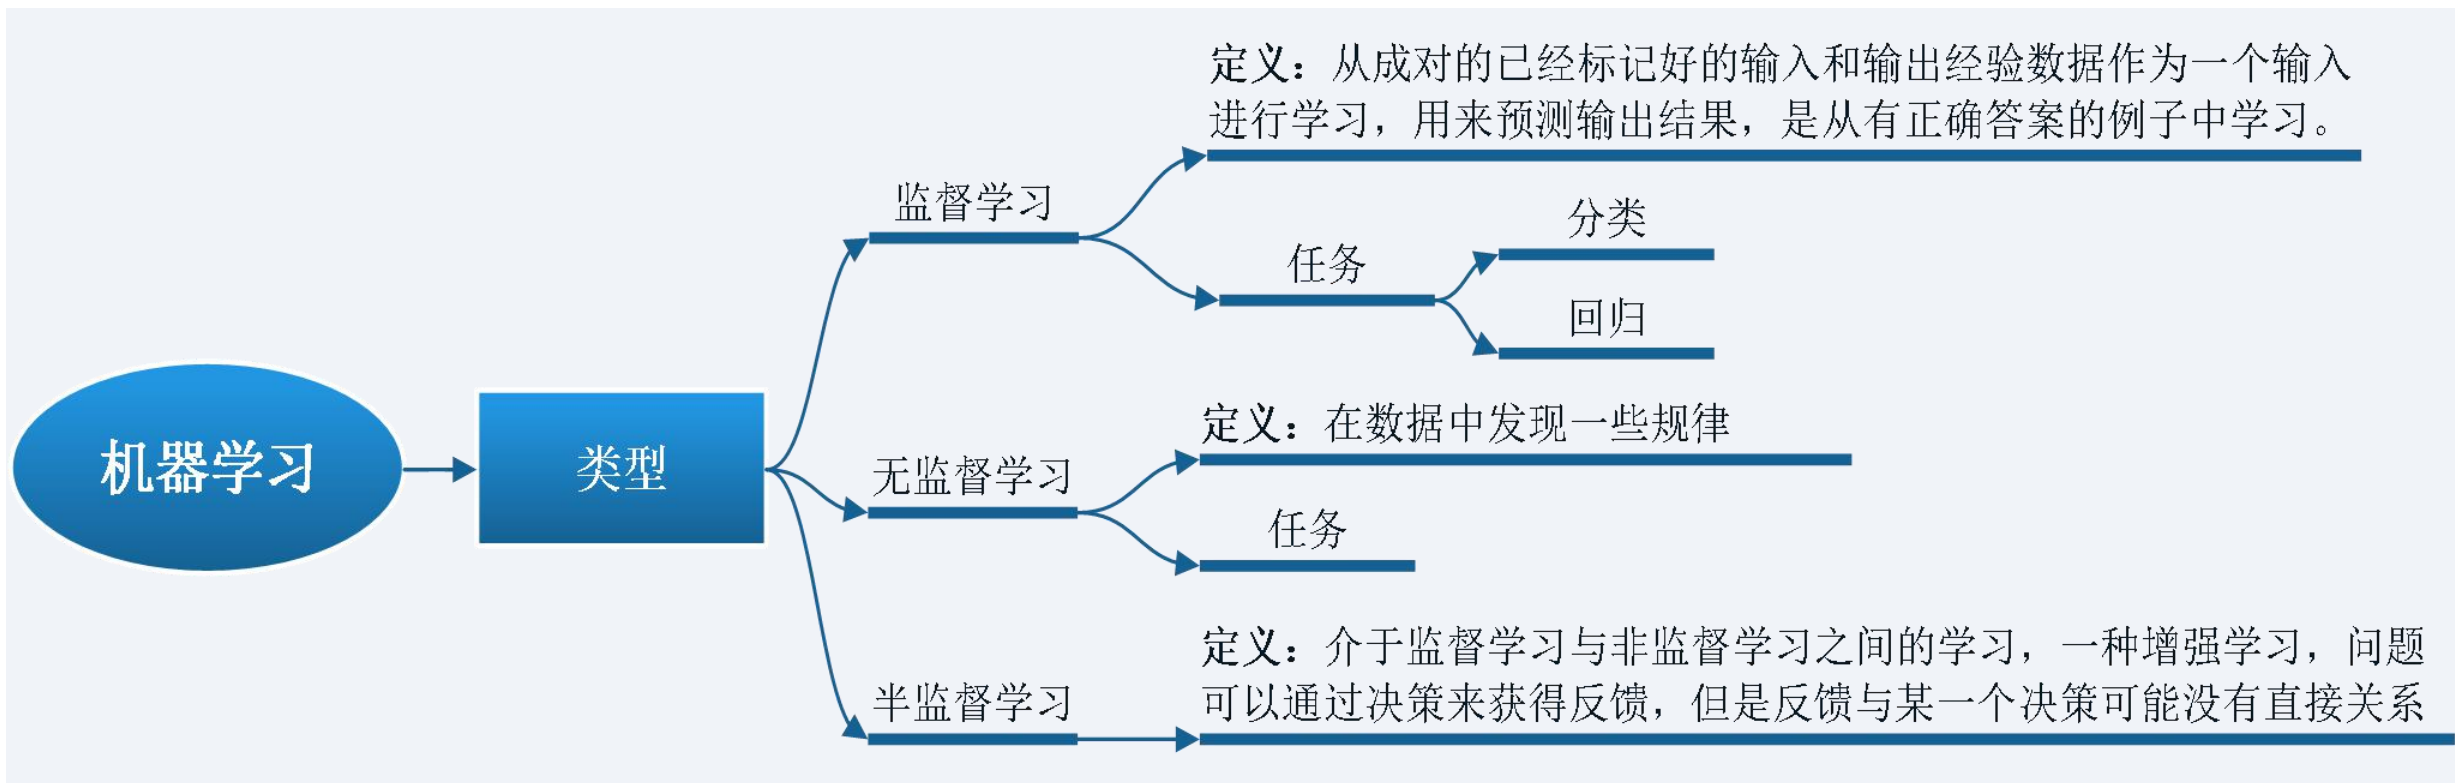 机器学习
类型
监督学习
定义：从成对的已经标记好的输入和输出经验数据作为一个输入
进行学习，用来预测输出结果，是从有正确答案的例子中学习。
任务
分类
回归
无监督学习
定义：在数据中发现一些规律
任务
半监督学习
定义：介于监督学习与非监督学习之间的学习，一种增强学习，问题
可以通过决策来获得反馈，但是反馈与某一个决策可能没有直接关系